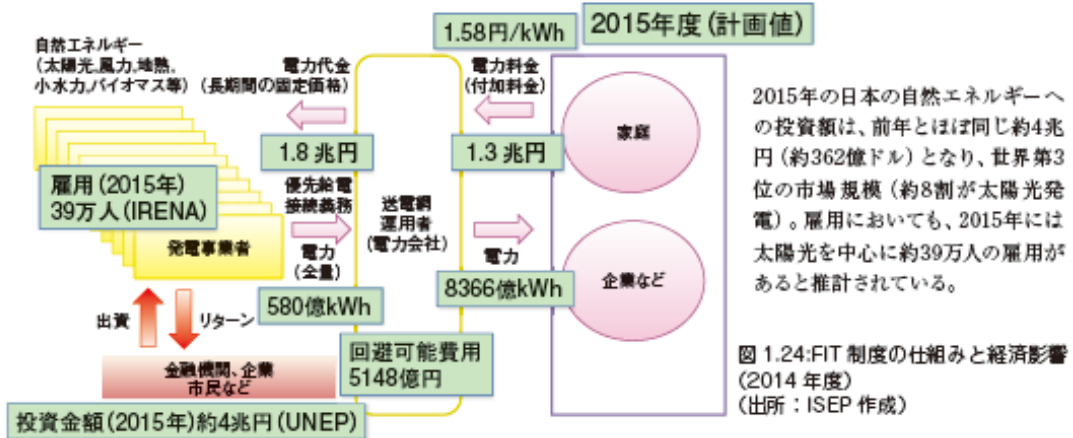 1.58円/kWh
2015年度(計画値)
自然エネルギー
(太陽光,風力,地熱,
小水力,バイオマス等)
電力代金
(長期間の固定価格)
電力料金
(付加料金)
家庭
1.8 兆円
1.3 兆円
雇用(2015年)
39万人(IRENA)
優先給電
接続義務
送電網
運用者
(電力会社)
発電事業者
電力
(全量)
電力
企業など
580億kWh
8366億kWh
出資
リターン
回避可能費用
5148億円
金融機関、企業
市民など
投資金額(2015年)約4兆円(UNEP)
2015年の日本の自然エネルギーへ
の投資額は、前年とほぼ同じ約4兆
円(約362億ドル)となり、世界第3
位の市場規模(約8割が太陽光発
電)。雇用においても、2015年には
太陽光を中心に約39万人の雇用が
あると推計されている。
図 1.24:FIT 制度の仕組みと経済影響
(2014 年度)
(出所:ISEP 作成)